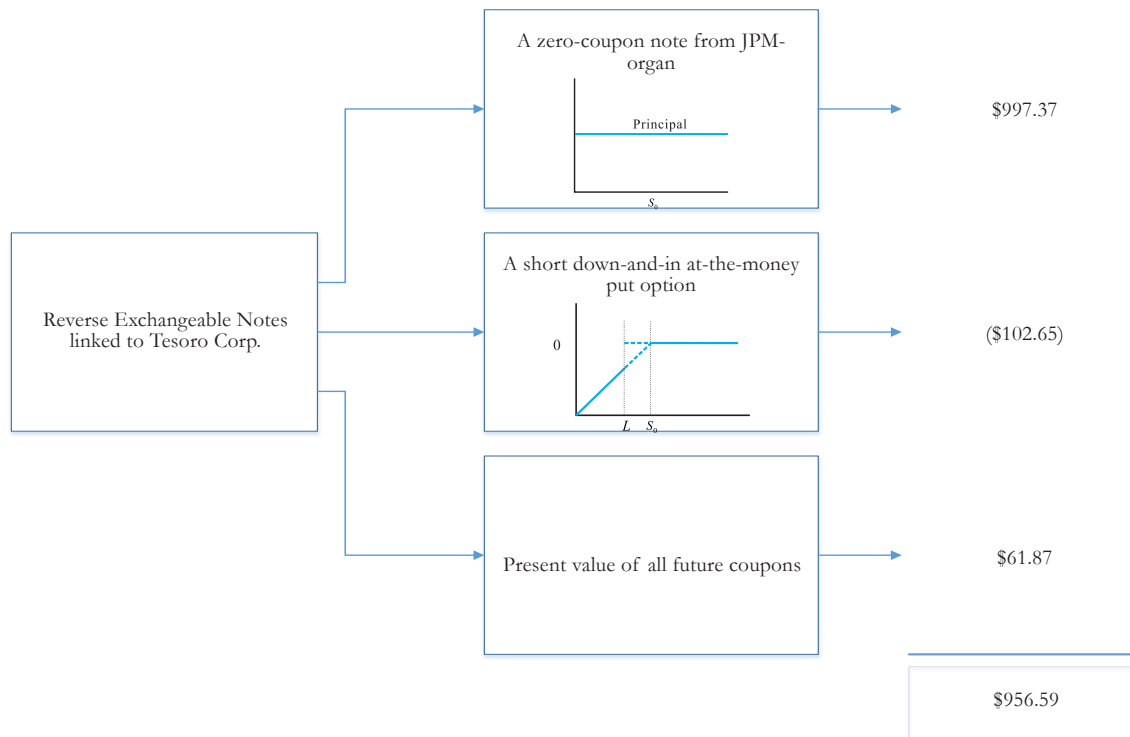 A zero-coupon note from JPM-
organ
Principal
S₀
$997.37
Reverse Exchangeable Notes
linked to Tesoro Corp.
A short down-and-in at-the-money
put option
0
L S₀
($102.65)
Present value of all future coupons
$61.87
$956.59